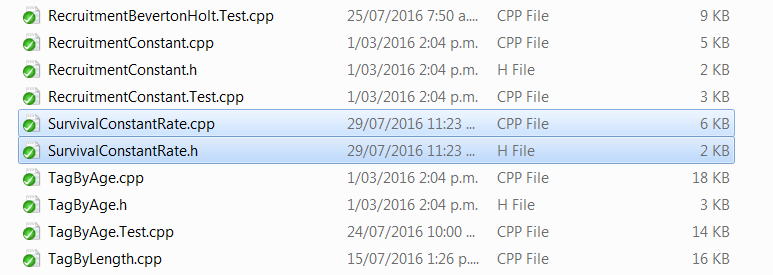 RecruitmentBevertonHolt.Test.cpp 25/07/2016 7:50 a.... CPP File 9 KB
RecruitmentConstant.cpp 1/03/2016 2:04 p.m. CPP File 5 KB
RecruitmentConstant.h 1/03/2016 2:04 p.m. H File 2 KB
RecruitmentConstant.Test.cpp 1/03/2016 2:04 p.m. CPP File 3 KB
SurvivalConstantRate.cpp 29/07/2016 11:23 ... CPP File 6 KB
SurvivalConstantRate.h 29/07/2016 11:23 ... H File 2 KB
TagByAge.cpp 1/03/2016 2:04 p.m. CPP File 18 KB
TagByAge.h 1/03/2016 2:04 p.m. H File 3 KB
TagByAge.Test.cpp 24/07/2016 10:00 ... CPP File 14 KB
TagByLength.cpp 15/07/2016 1:26 p.... CPP File 16 KB